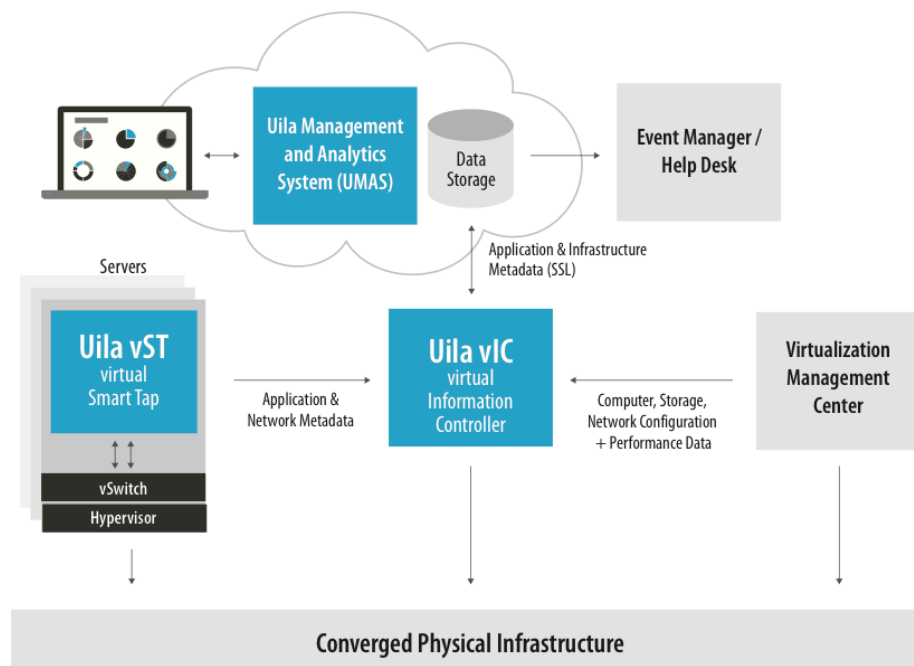 Uila Management
and Analytics
System (UMAS)
Data
Storage
Event Manager /
Help Desk
Application & Infrastructure
Metadata (SSL)
Servers
Uila vST
virtual
Smart Tap
vSwitch
Hypervisor
Application &
Network Metadata
Uila vIC
virtual
Information
Controller
Computer, Storage,
Network Configuration
+ Performance Data
Virtualization
Management
Center
Converged Physical Infrastructure